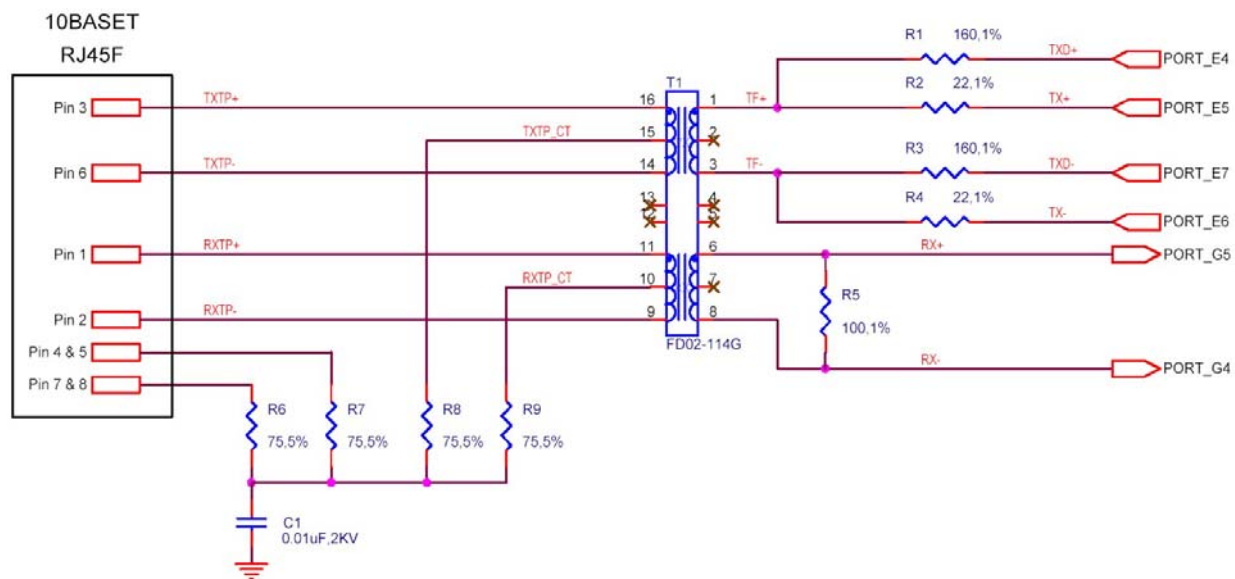 10BASET
RJ45F
R1 160,1% TXD+ PORT_E4
T1 R2 22,1% TX+ PORT_E5
Pin 3 TXTP+ 16 1 TF+
TXTP_CT 15 2
R3 160,1% TXD- PORT_E7
Pin 6 TXTP- 14 3 TF-
R4 22,1% TX- PORT_E6
13 4
12 5
Pin 1 RXTP+ 11 6 RX+ PORT_G5
RXTP_CT 10 7
R5
100,1%
Pin 2 RXTP- 9 8
FD02-114G
Pin 4 & 5
RX- PORT_G4
Pin 7 & 8
R6 R7 R8 R9
75,5% 75,5% 75,5% 75,5%
C1
0.01uF,2KV